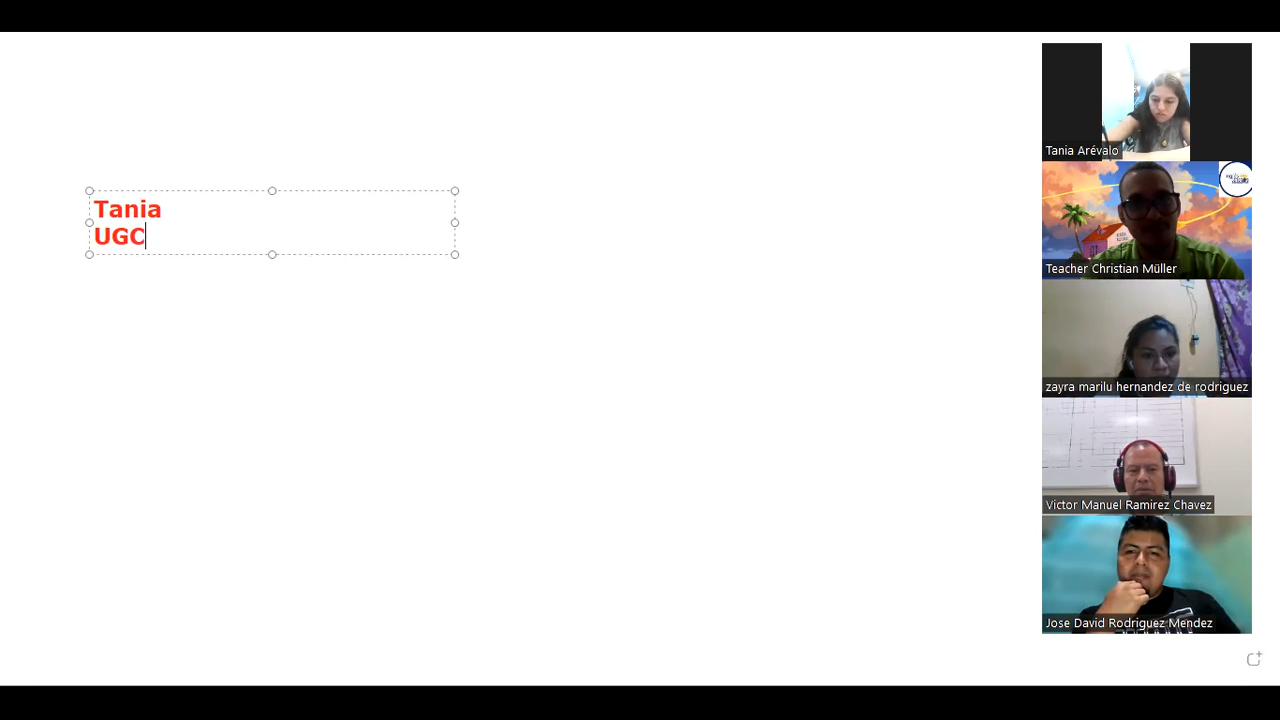 Tania
UGC
Tania Arévalo
Teacher Christian Müller
zayra marilu hernandez de rodriguez
Victor Manuel Ramirez Chavez
Jose David Rodriguez Mendez